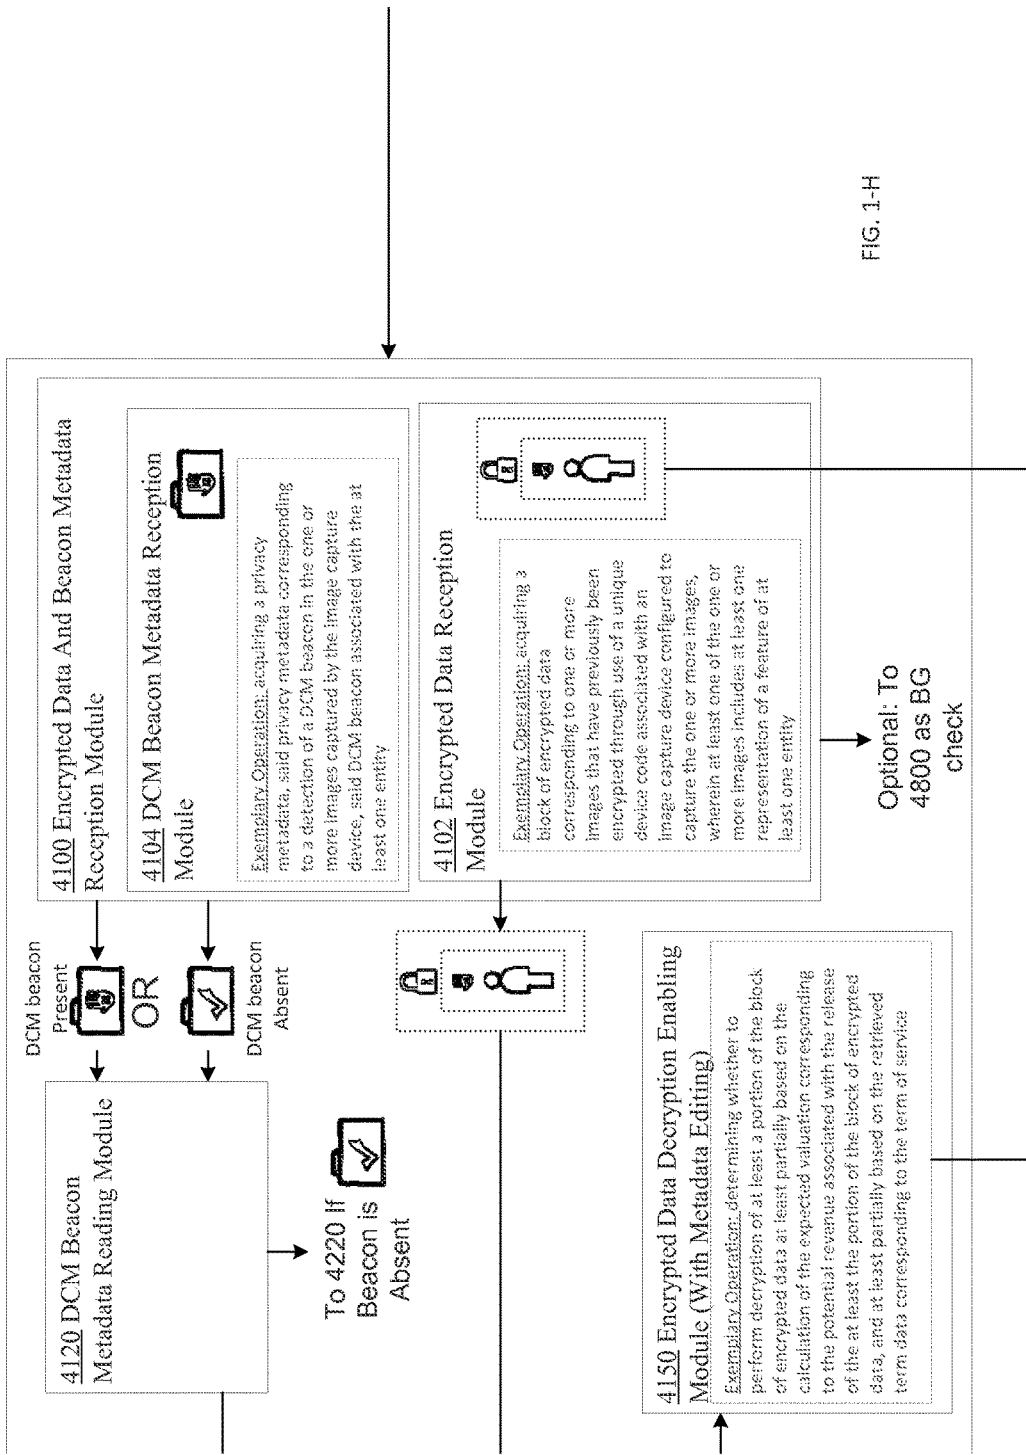 4100 Encrypted Data And Beacon Metadata
Reception Module
4104 DCM Beacon Metadata Reception
Module
Exemplary Operation: acquiring a privacy
metadata, said privacy metadata corresponding
to a detection of a DCM beacon in the one or
more images captured by the image capture
device, said DCM beacon associated with the at
least one entity
4102 Encrypted Data Reception
Module
Exemplary Operation: acquiring a
block of encrypted data
corresponding to one or more
images that have previously been
encrypted through use of a unique
device code associated with an
image capture device configured to
capture the one or more images,
wherein at least one of the one or
more images includes at least one
representation of a feature of at
least one entity
Optional: To
4800 as BG
check
DCM beacon
Present
OR
DCM beacon
Absent
4120 DCM Beacon
Metadata Reading Module
To 4220 If
Beacon is
Absent
4150 Encrypted Data Decryption Enabling
Module (With Metadata Editing)
Exemplary Operation: determining whether to
perform decryption of at least a portion of the block
of encrypted data at least partially based on the
calculation of the expected valuation corresponding
to the potential revenue associated with the release
of the at least the portion of the block of encrypted
data, and at least partially based on the retrieved
term data corresponding to the term of service
FIG. 1-H